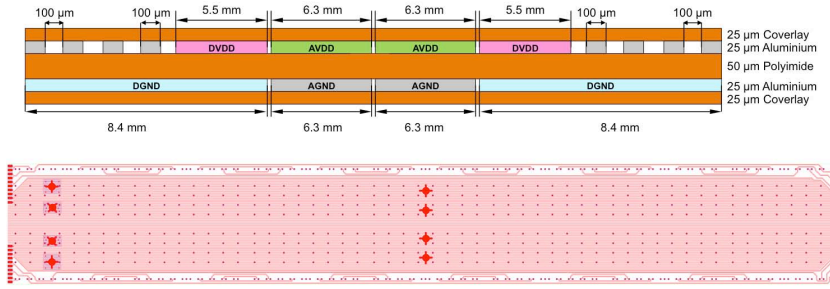 5.5 mm 6.3 mm 6.3 mm 5.5 mm
100 µm 100 µm 100 µm 100 µm
25 µm Coverlay
DVDD AVDD AVDD DVDD 25 µm Aluminium
50 µm Polyimide
DGND AGND AGND DGND 25 µm Aluminium
25 µm Coverlay
8.4 mm 6.3 mm 6.3 mm 8.4 mm